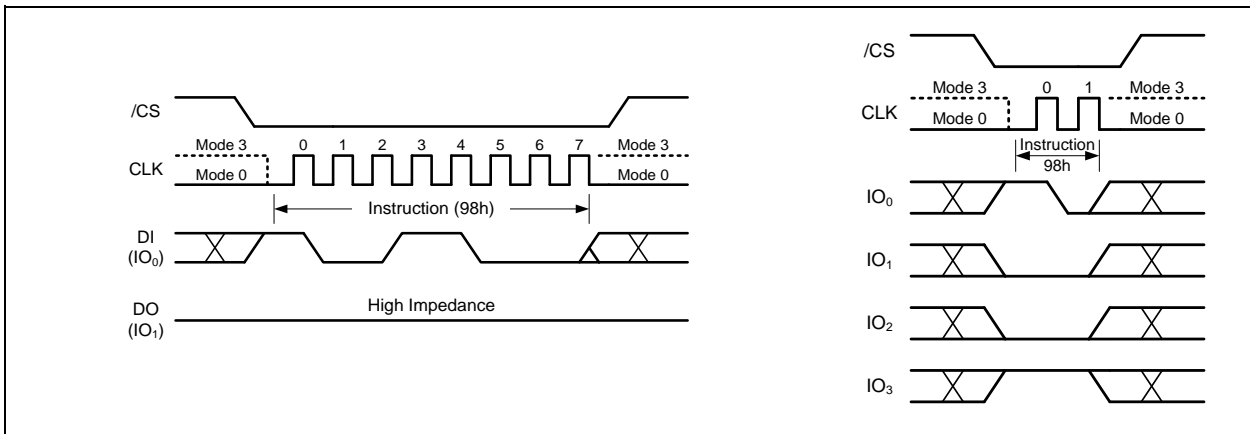 /CS
Mode 3 0 1 2 3 4 5 6 7 Mode 3
CLK
Mode 0 Mode 0
Instruction (98h)
DI
(IO₀)
High Impedance
DO
(IO₁)
/CS
Mode 3 0 1 Mode 3
CLK
Mode 0 Mode 0
Instruction
98h
IO₀
IO₁
IO₂
IO₃